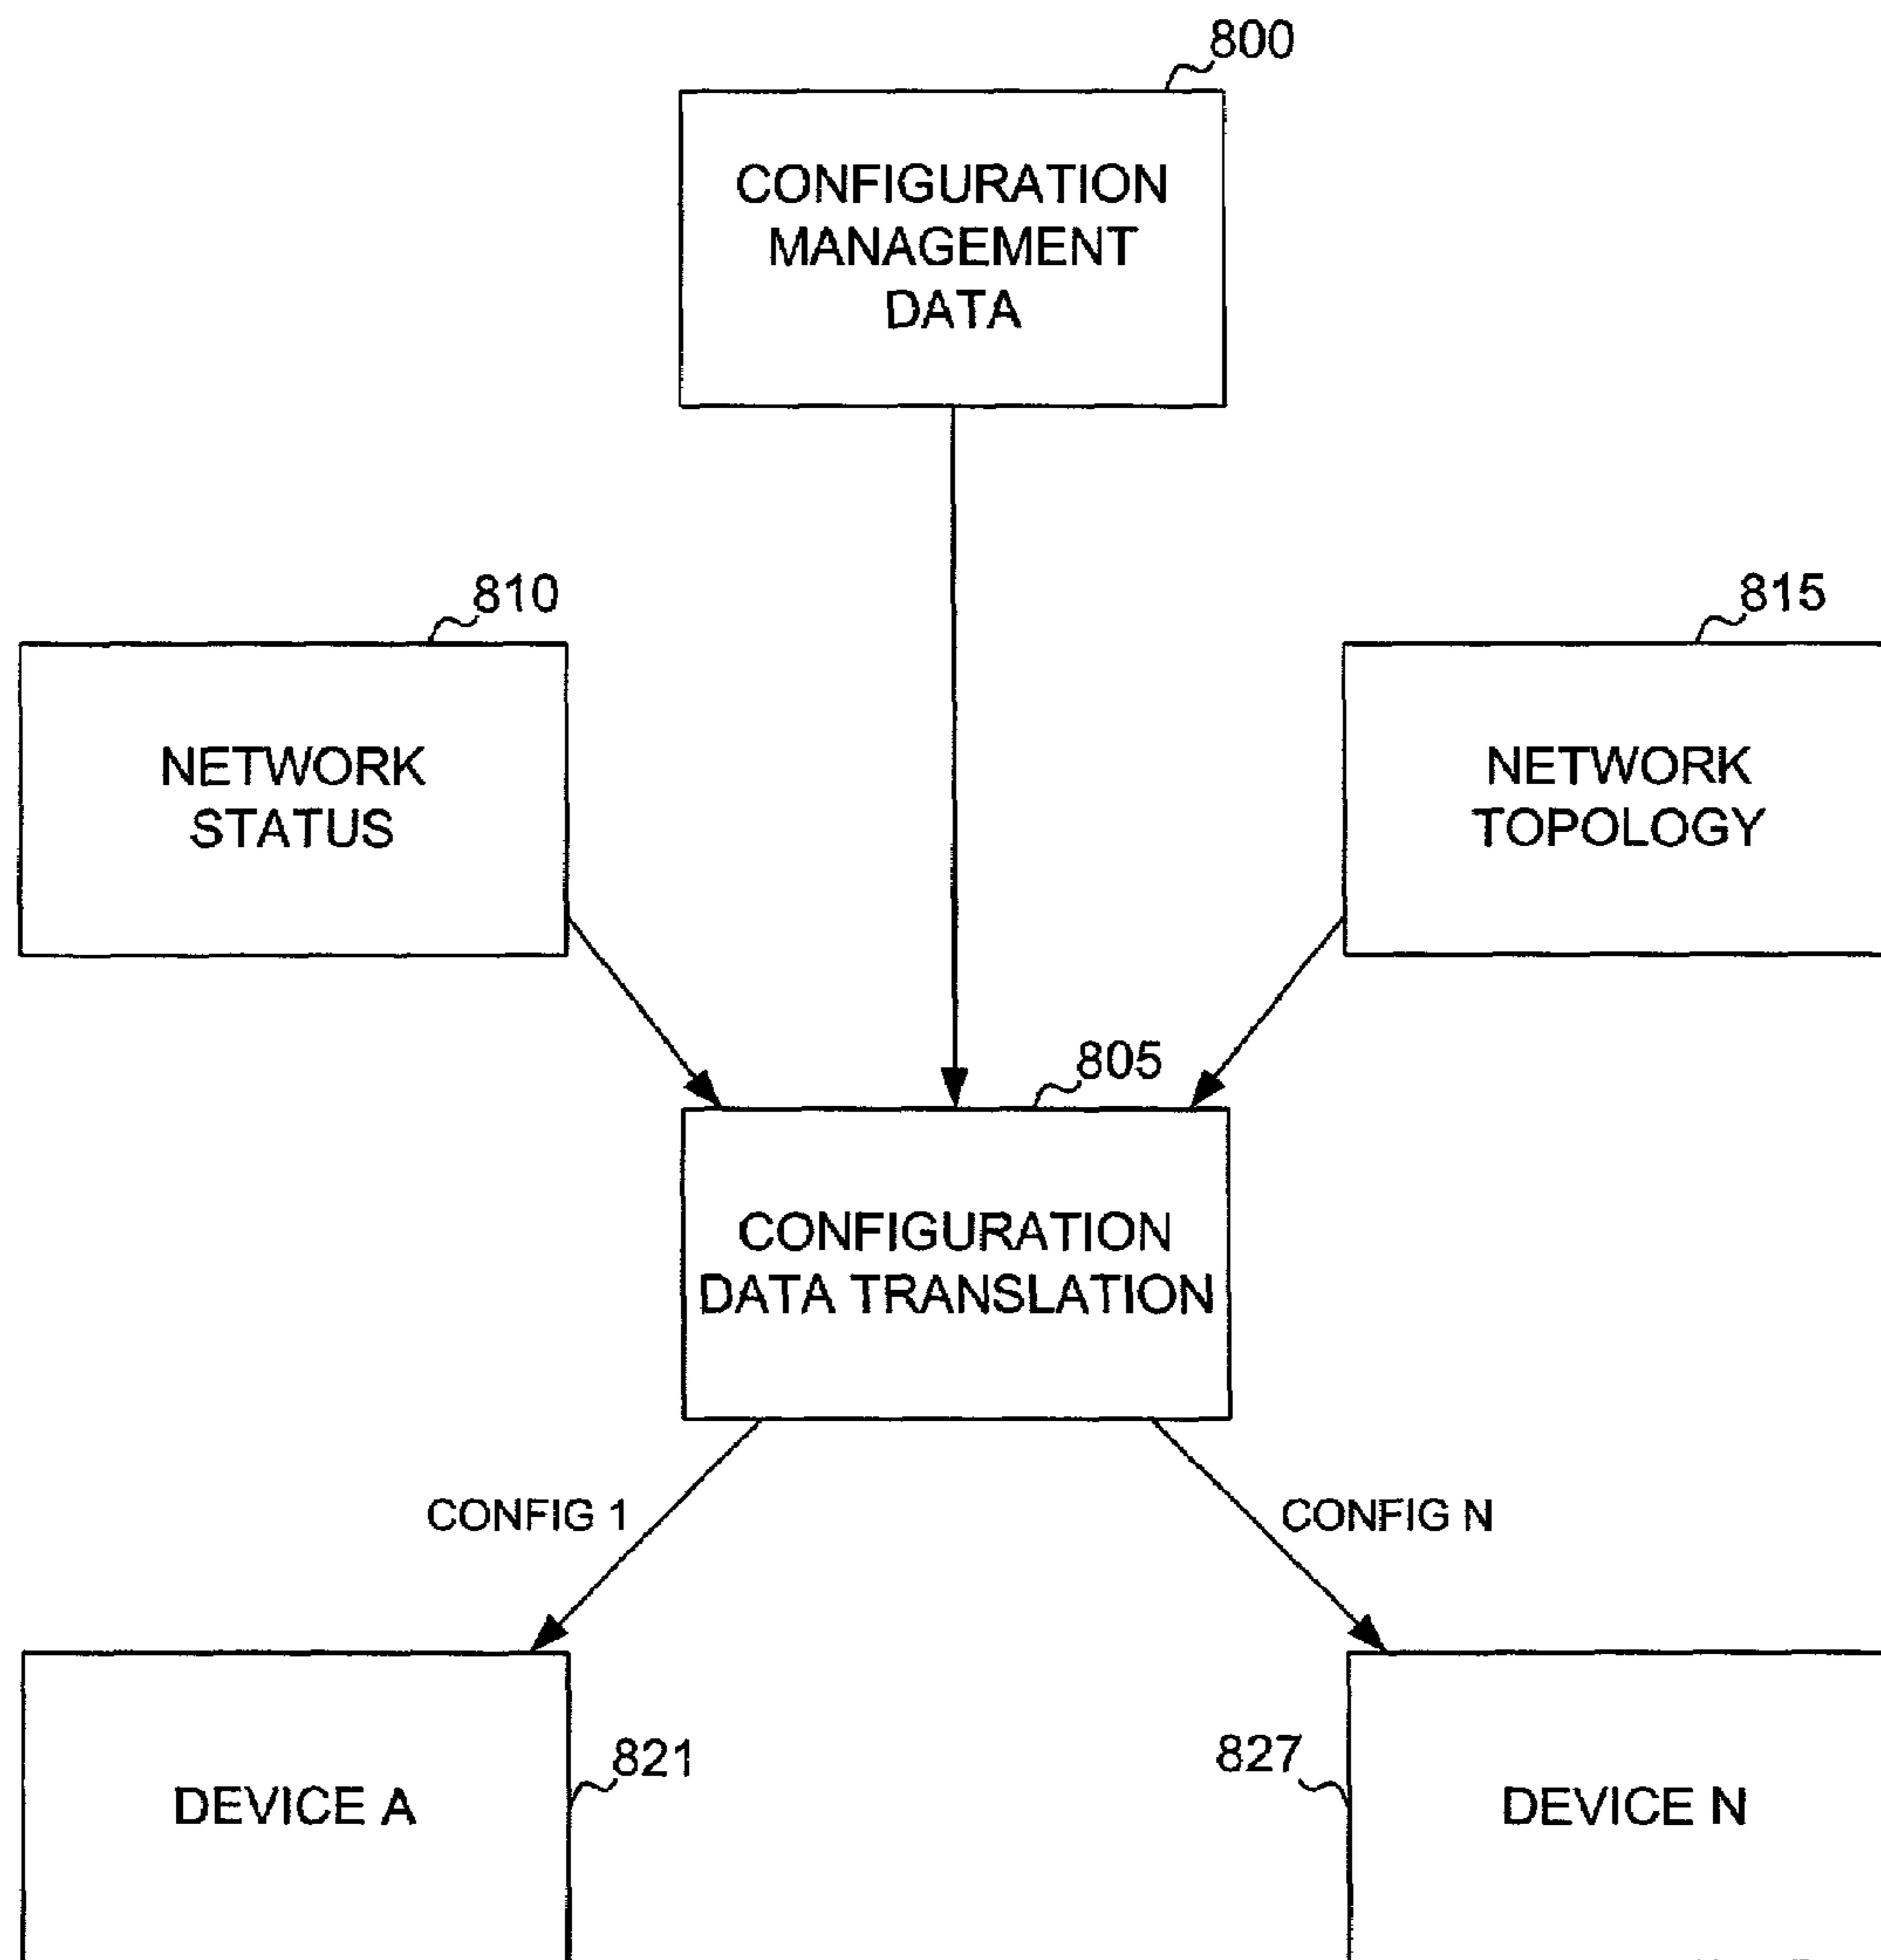 800
CONFIGURATION
MANAGEMENT
DATA
810
815
NETWORK
STATUS
NETWORK
TOPOLOGY
805
CONFIGURATION
DATA TRANSLATION
CONFIG 1
CONFIG N
821
827
DEVICE A
DEVICE N